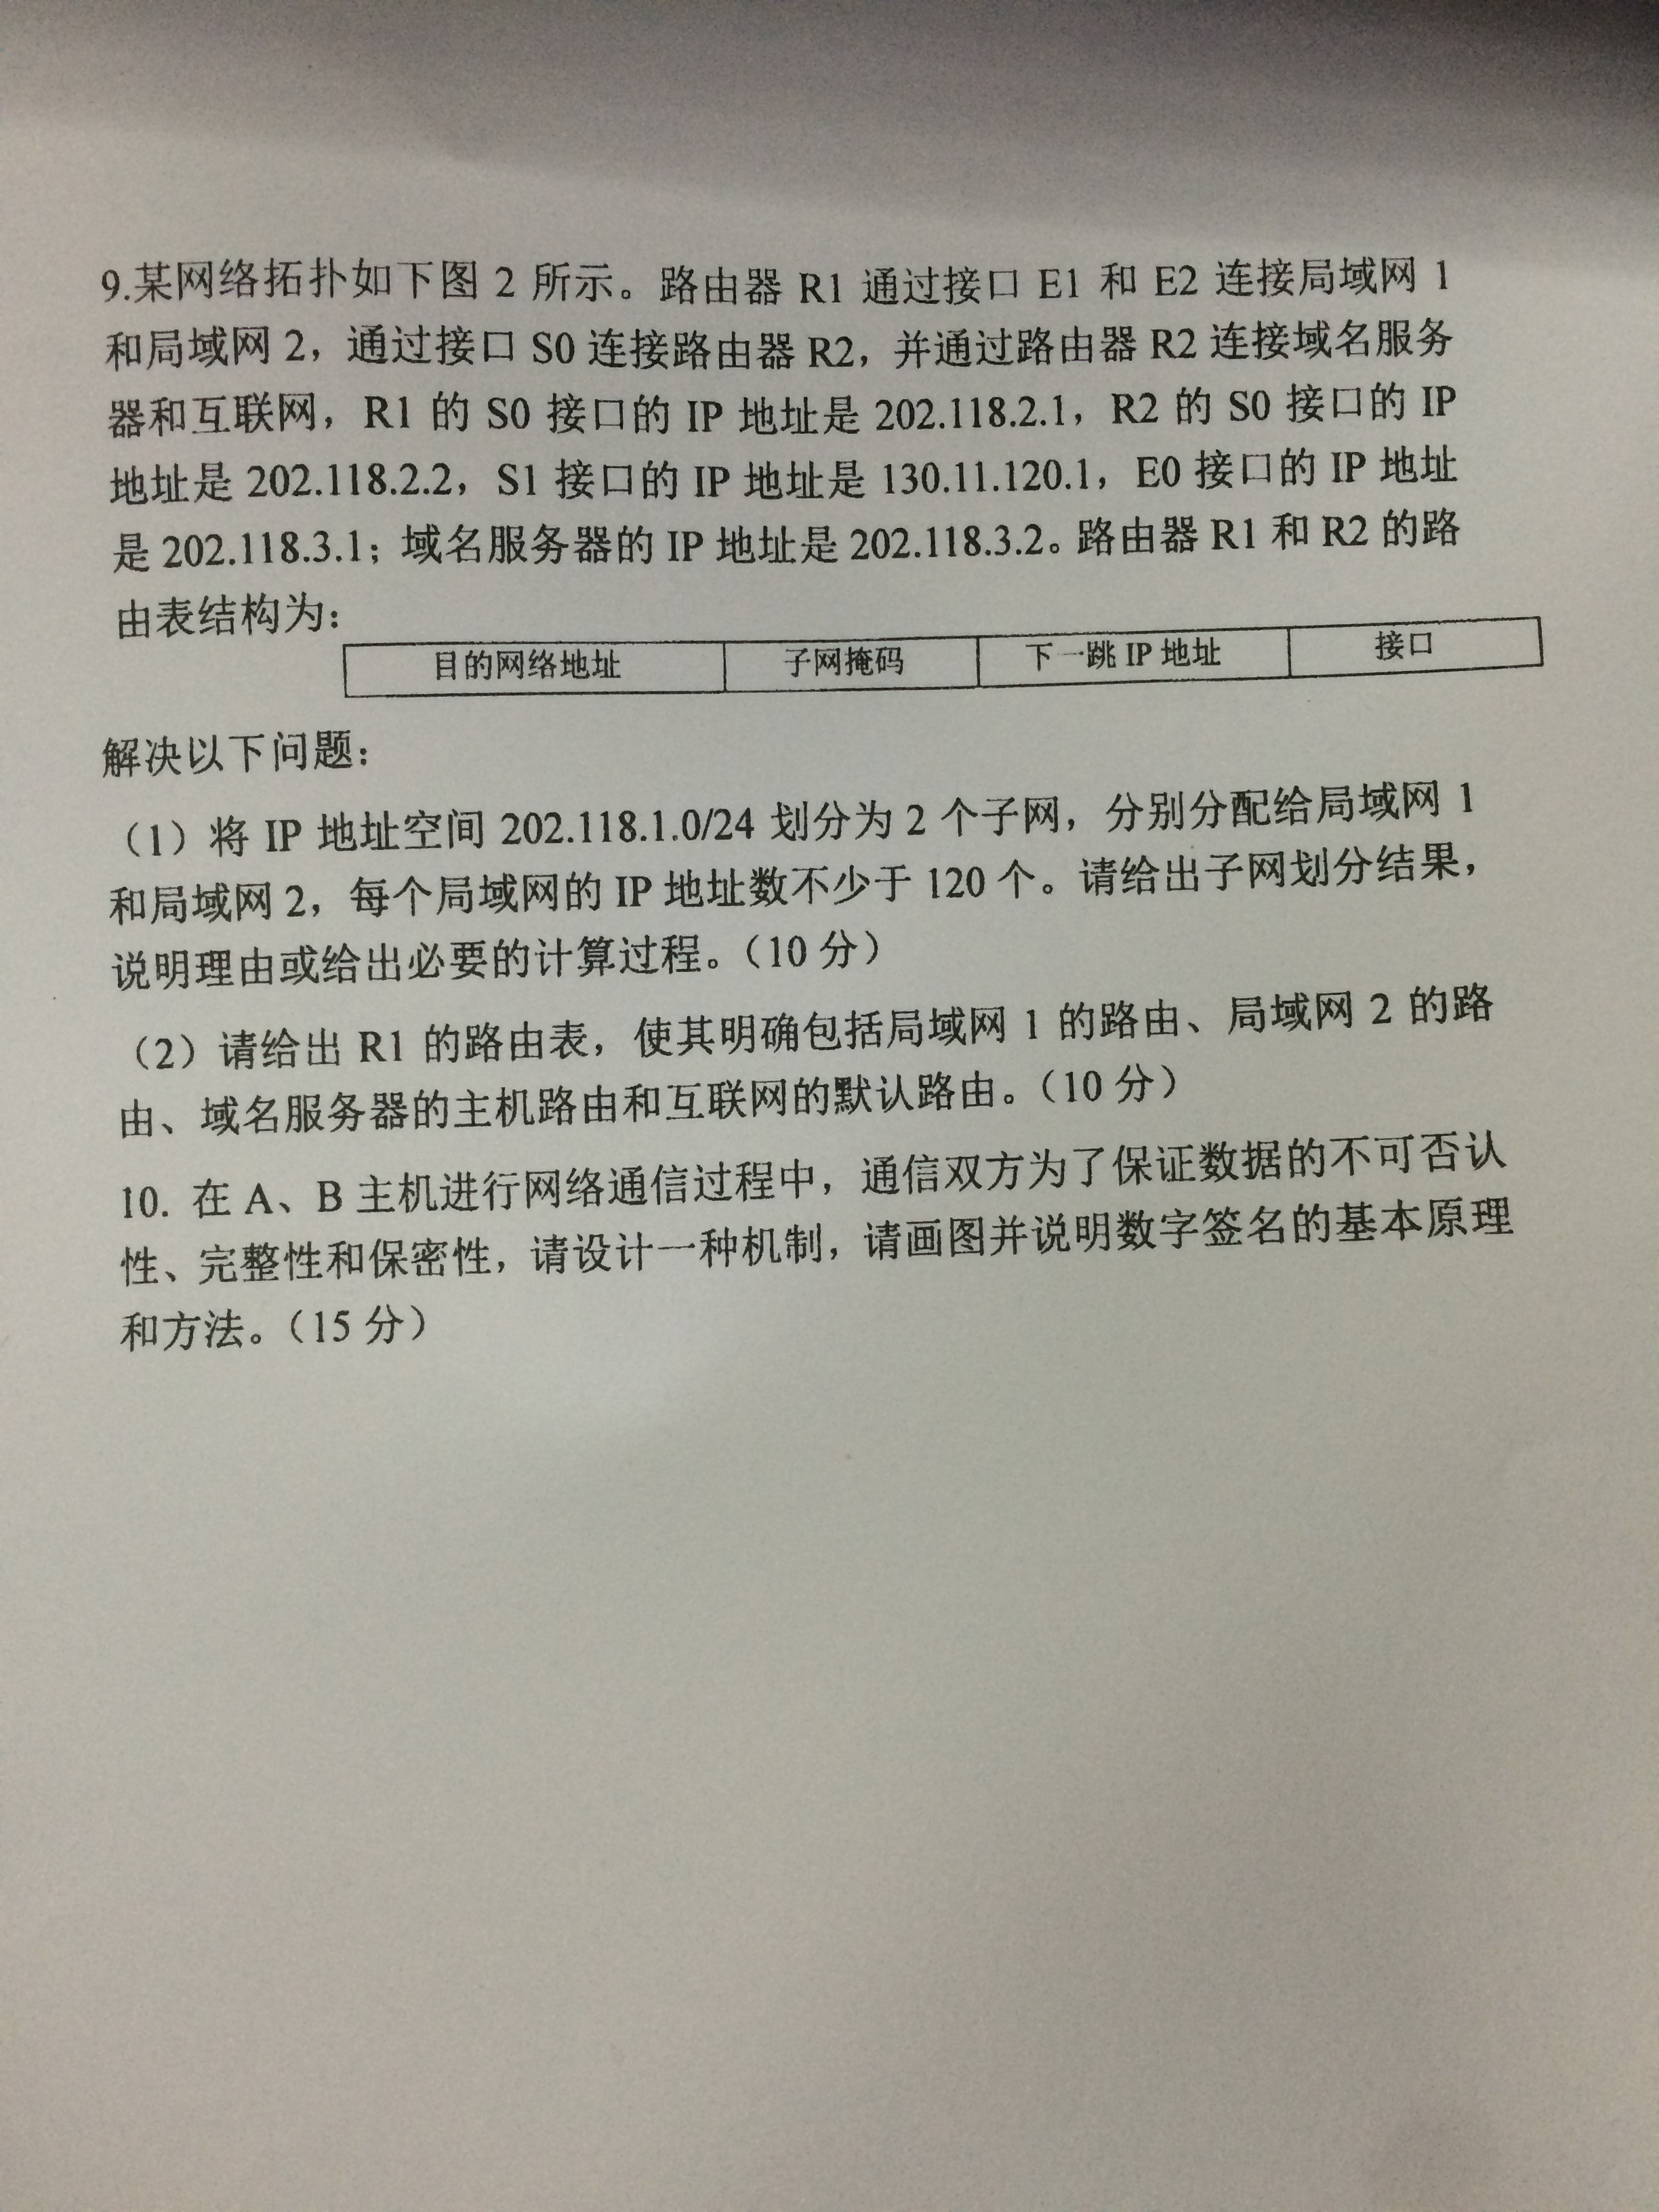 9.某网络拓扑如下图 2 所示。路由器 R1 通过接口 E1 和 E2 连接局域网 1
和局域网 2，通过接口 S0 连接路由器 R2，并通过路由器 R2 连接域名服务
器和互联网，R1 的 S0 接口的 IP 地址是 202.118.2.1，R2 的 S0 接口的 IP
地址是 202.118.2.2，S1 接口的 IP 地址是 130.11.120.1，E0 接口的 IP 地址
是 202.118.3.1；域名服务器的 IP 地址是 202.118.3.2。路由器 R1 和 R2 的路
由表结构为：
目的网络地址 子网掩码 下一跳 IP 地址 接口
解决以下问题：
（1）将 IP 地址空间 202.118.1.0/24 划分为 2 个子网，分别分配给局域网 1
和局域网 2，每个局域网的 IP 地址数不少于 120 个。请给出子网划分结果，
说明理由或给出必要的计算过程。（10 分）
（2）请给出 R1 的路由表，使其明确包括局域网 1 的路由、局域网 2 的路
由、域名服务器的主机路由和互联网的默认路由。（10 分）
10. 在 A、B 主机进行网络通信过程中，通信双方为了保证数据的不可否认
性、完整性和保密性，请设计一种机制，请画图并说明数字签名的基本原理
和方法。（15 分）